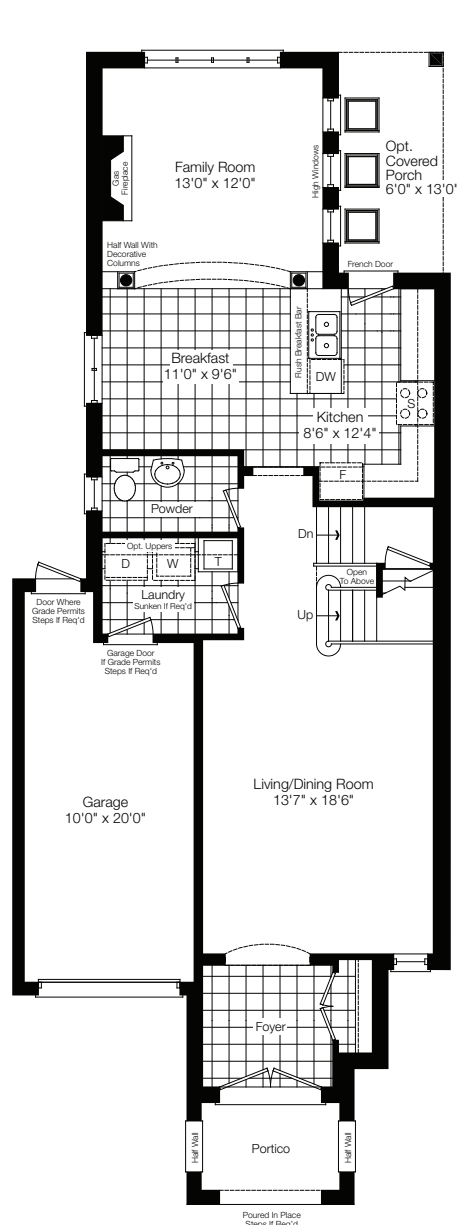 Family Room
13'0" x 12'0"
Gas
Fireplace
High Windows
Opt.
Covered
Porch
6'0" x 13'0"
Half Wall With
Decorative
Columns
French Door
Breakfast
11'0" x 9'6"
Flush Breakfast Bar
DW
Kitchen
8'6" x 12'4"
S
F
Powder
Dn
Opt. Uppers
D
W
T
Laundry
Sunken If Req'd
Open
To Above
Up
Door Where
Grade Permits
Steps If Req'd
Garage Door
If Grade Permits
Steps If Req'd
Garage
10'0" x 20'0"
Living/Dining Room
13'7" x 18'6"
Foyer
Half Wall
Portico
Half Wall
Poured In Place
Steps If Req'd